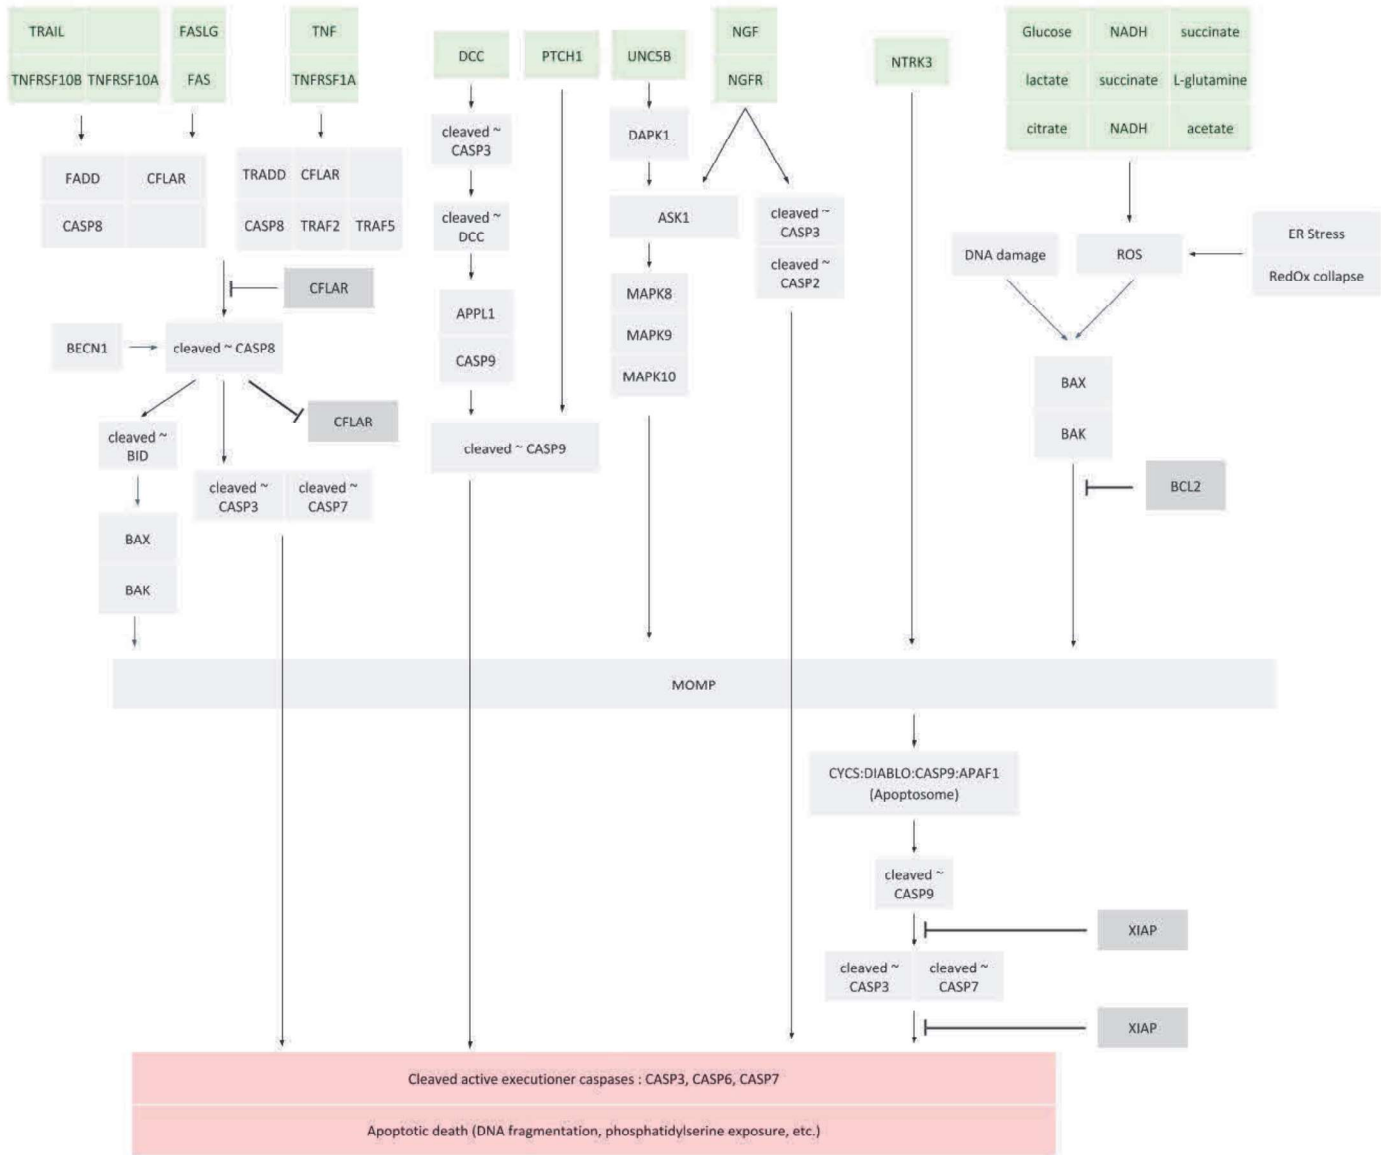 TRAIL
TNFRSF10B
TNFRSF10A
FASLG
FAS
TNF
TNFRSF1A
DCC
PTCH1
UNC5B
NGF
NGFR
NTRK3
Glucose
NADH
succinate
lactate
succinate
L-glutamine
citrate
NADH
acetate
FADD
CFLAR
CASP8
TRADD
CFLAR
CASP8
TRAF2
TRAF5
cleaved ~
CASP3
DAPK1
cleaved ~
DCC
ASK1
cleaved ~
CASP3
cleaved ~
CASP2
DNA damage
ROS
ER Stress
RedOx collapse
CFLAR
BECN1
cleaved ~ CASP8
APPL1
CASP9
MAPK8
MAPK9
MAPK10
BAX
BAK
cleaved ~
BID
CFLAR
cleaved ~ CASP9
cleaved ~
CASP3
cleaved ~
CASP7
BCL2
BAX
BAK
MOMP
CYCS:DIABLO:CASP9:APAF1
(Apoptosome)
cleaved ~
CASP9
XIAP
cleaved ~
CASP3
cleaved ~
CASP7
XIAP
Cleaved active executioner caspases : CASP3, CASP6, CASP7
Apoptotic death (DNA fragmentation, phosphatidylserine exposure, etc.)